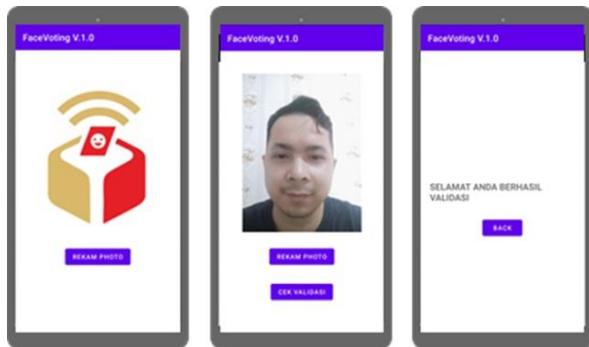 FaceVoting V.1.0
REKAM PHOTO
FaceVoting V.1.0
REKAM PHOTO
CEK VALIDASI
FaceVoting V.1.0
SELAMAT ANDA BERHASIL
VALIDASI
BACK